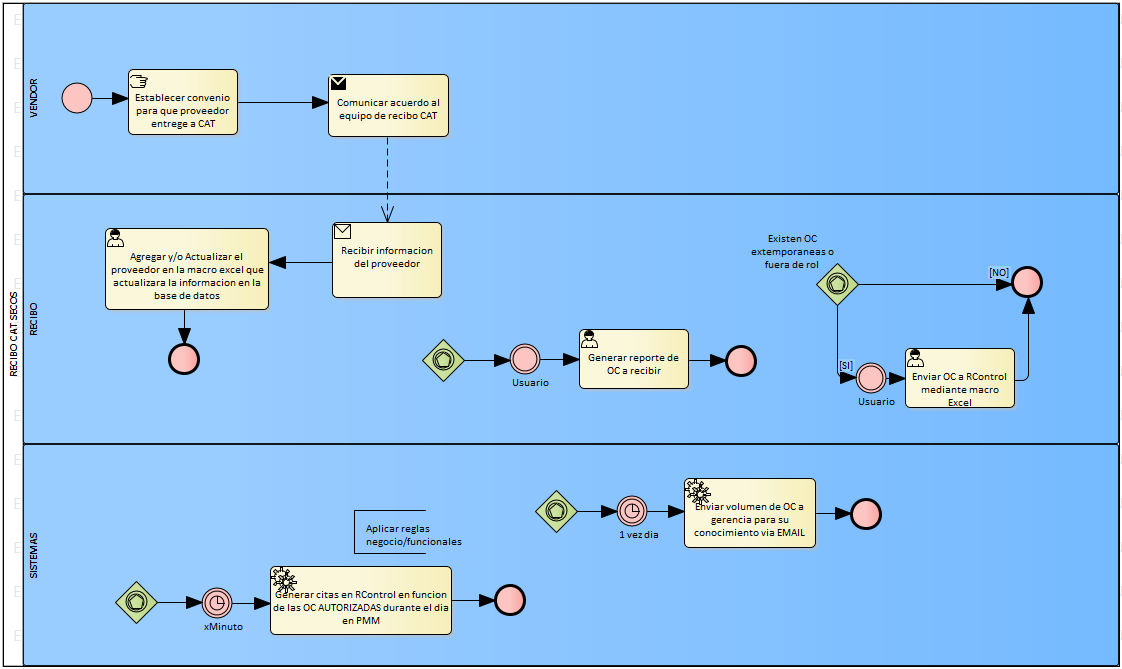 RECIBO CAT SECOS
VENDOR
Establecer convenio
para que proveedor
entrege a CAT
Comunicar acuerdo al
equipo de recibo CAT
RECIBO
Agregar y/o Actualizar el
proveedor en la macro excel que
actualizara la informacion en la
base de datos
Recibir informacion
del proveedor
Existen OC
extemporaneas o
fuera de rol
[NO]
[SI]
Usuario
Generar reporte de
OC a recibir
Usuario
Enviar OC a RControl
mediante macro
Excel
SISTEMAS
1 vez dia
Enviar volumen de OC a
gerencia para su
conocimiento via EMAIL
Aplicar reglas
negocio/funcionales
xMinuto
Generar citas en RControl en funcion
de las OC AUTORIZADAS durante el dia
en PMM